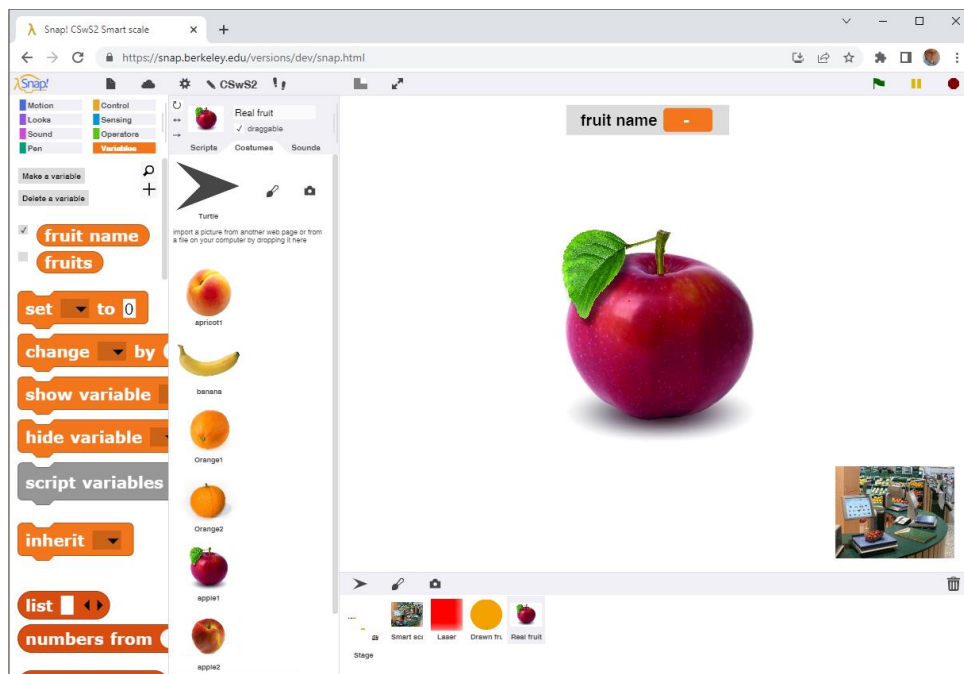 Snap! CSwS2 Smart scale
https://snap.berkeley.edu/versions/dev/snap.html
Snap!
CSwS2
Motion
Control
Looks
Sensing
Sound
Operators
Pen
Variables
Real fruit
draggable
Scripts
Costumes
Sounds
Make a variable
Delete a variable
fruit name
fruits
set to 0
change by
show variable
hide variable
script variables
inherit
list
numbers from
Turtle
import a picture from another web page or from
a file on your computer by dropping it here
apricot1
banana
Orange1
Orange2
apple1
apple2
fruit name -
Stage
Smart sc
Laser
Drawn fru
Real fruit